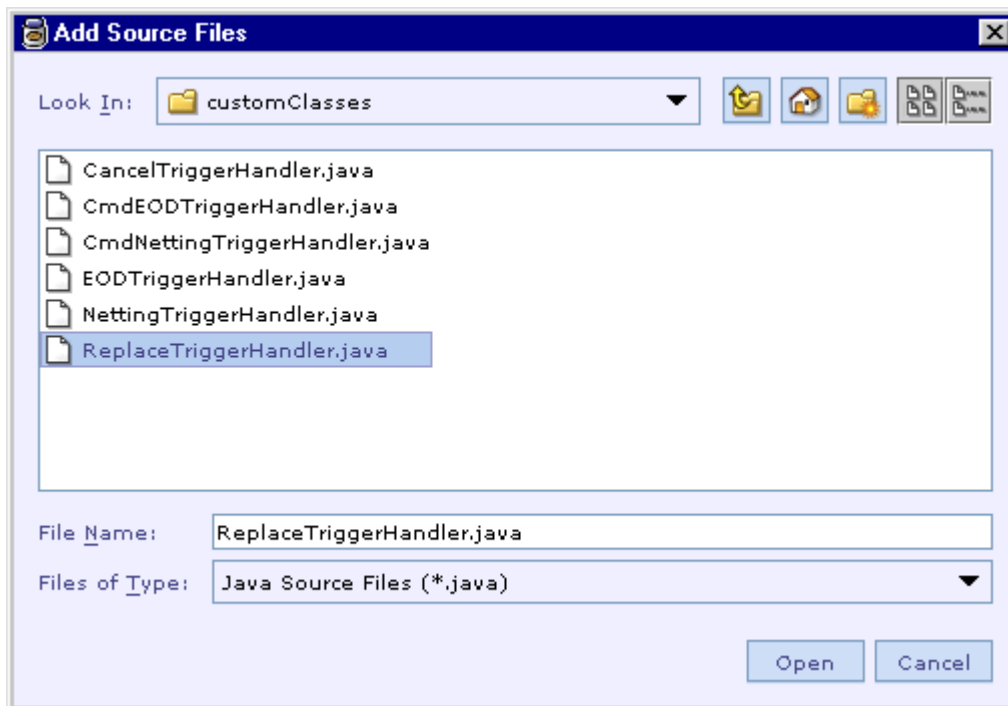 Add Source Files
Look In: customClasses
CancelTriggerHandler.java
CmdEODTriggerHandler.java
CmdNettingTriggerHandler.java
EODTriggerHandler.java
NettingTriggerHandler.java
ReplaceTriggerHandler.java
File Name: ReplaceTriggerHandler.java
Files of Type: Java Source Files (*.java)
Open Cancel